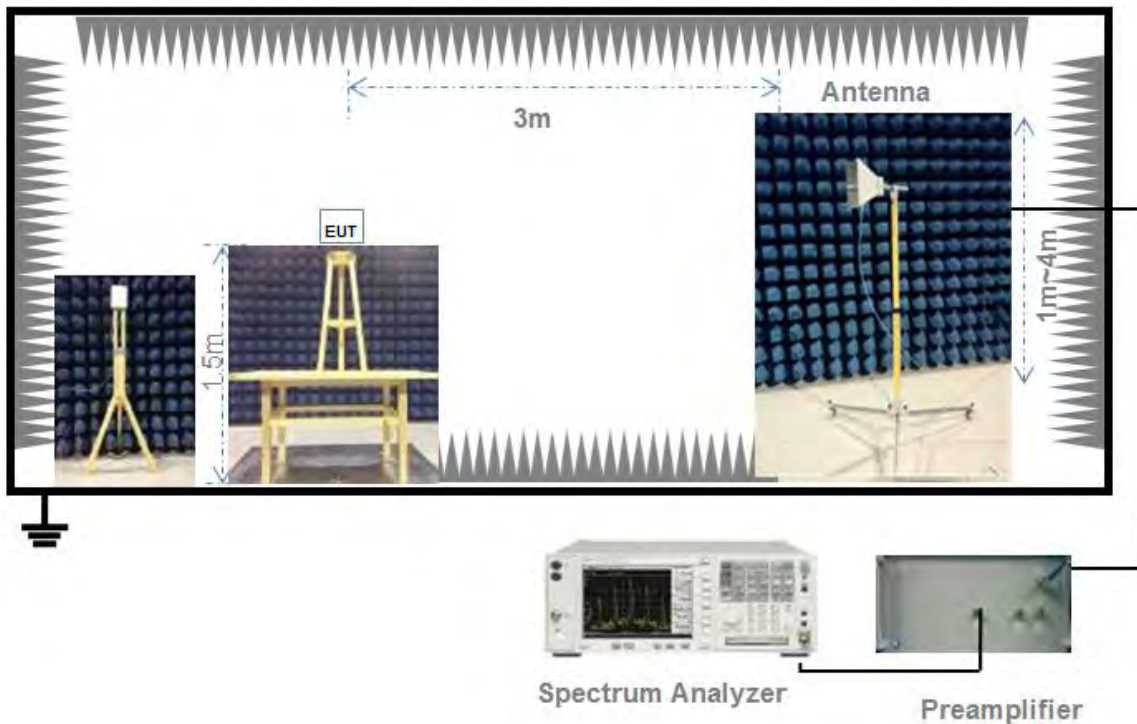 Antenna
3m
EUT
1.5m
1m~4m
Spectrum Analyzer
Preamplifier